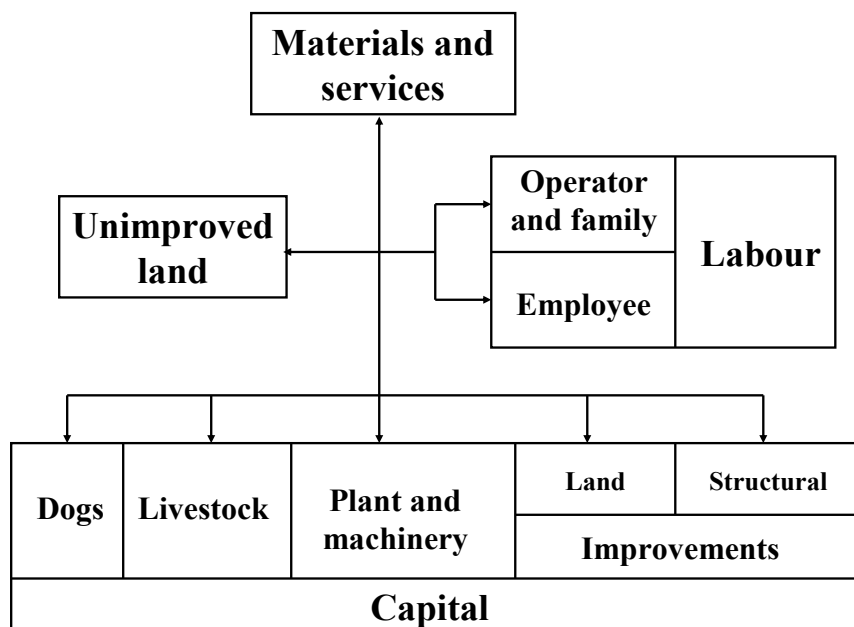 Materials and
services
Unimproved
land
Operator
and family
Employee
Labour
Dogs
Livestock
Plant and
machinery
Land
Structural
Improvements
Capital